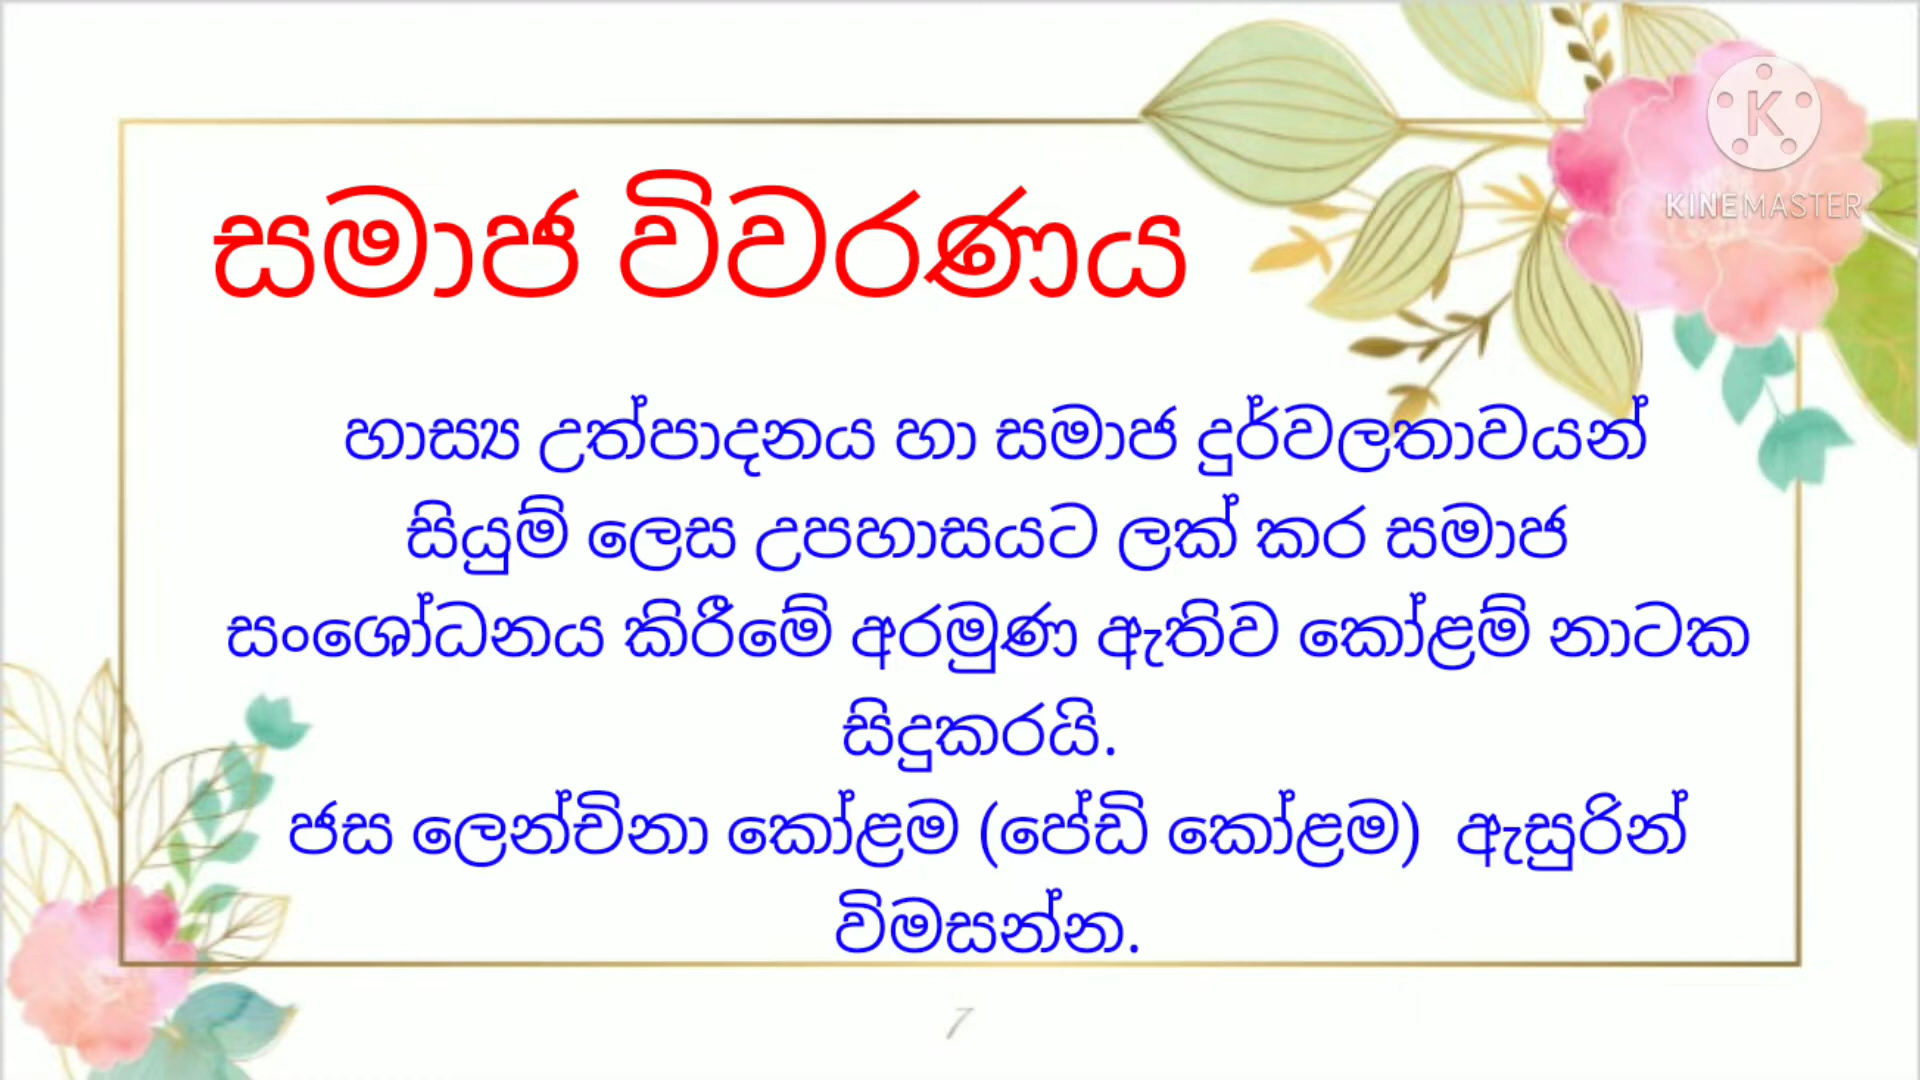 KINEMASTER
සමාජ විවරණය
හාස්‍ය උත්පාදනය හා සමාජ දුර්වලතාවයන්
සියුම් ලෙස උපහාසයට ලක් කර සමාජ
සංශෝධනය කිරීමේ අරමුණ ඇතිව කෝළම් නාටක
සිදුකරයි.
ජස ලෙන්චිනා කෝළම (පේඩි කෝළම)  ඇසුරින්
විමසන්න.
7